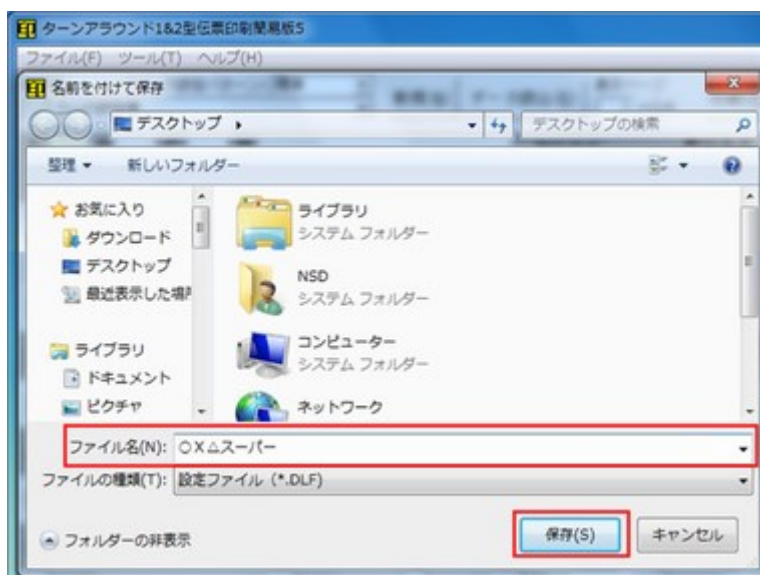 ターンアラウンド1&2型伝票印刷簡易版S
ファイル(F) ツール(T) ヘルプ(H)
名前を付けて保存
デスクトップ
デスクトップの検索
整理 新しいフォルダー
お気に入り
ダウンロード
デスクトップ
最近表示した場所
ライブラリ
ドキュメント
ピクチャ
ライブラリ
システム フォルダー
NSD
システム フォルダー
コンピューター
システム フォルダー
ネットワーク
ファイル名(N): ○X△スーパー
ファイルの種類(T): 設定ファイル (*.DLF)
フォルダーの非表示
保存(S)
キャンセル